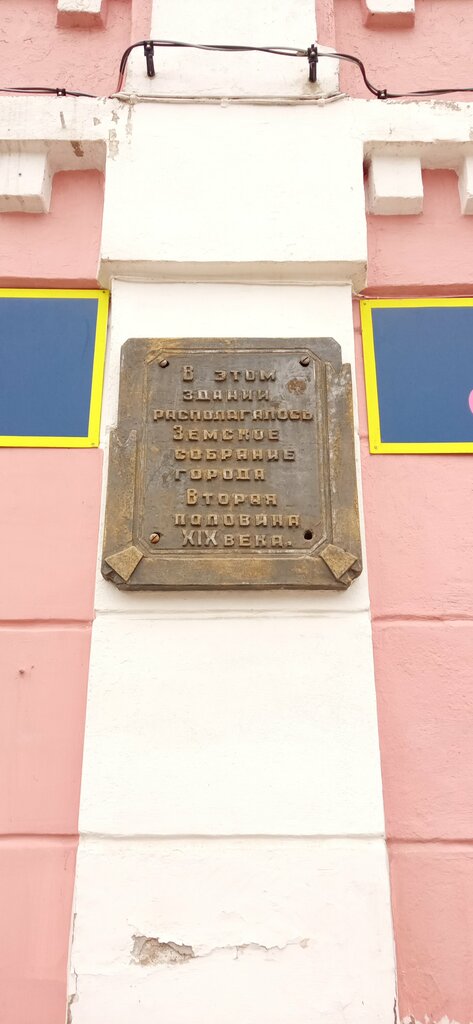 В этом
здании
располагалось
Земское
собрание
города
Вторая
половина
XIX века.